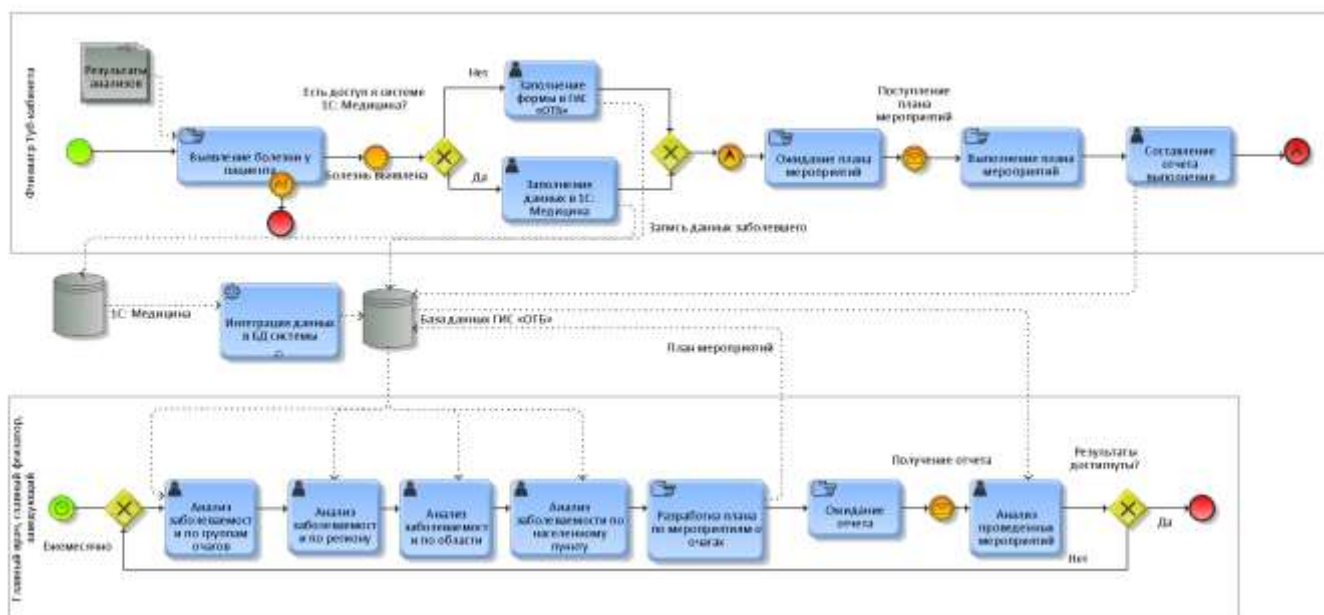 Фтизиатр Туб-кабинета
Результаты
анализов
Выявление болезни у
пациента
Болезнь выявлена
Есть доступ к системе
1С: Медицина?
Нет
Да
Заполнение
формы в ГИС
«ОТБ»
Заполнение
данных в 1С:
Медицина
Ожидание плана
мероприятий
Поступление
плана
мероприятий
Выполнение плана
мероприятий
Составление
отчета
выполнения
Запись данных заболевшего
1С: Медицина
Интеграция данных
в БД системы
База данных ГИС «ОТБ»
План мероприятий
Главный врач, главный фтизатор,
заведующий
Ежемесячно
Анализ
заболеваемост
и по группам
очагов
Анализ
заболеваемост
и по региону
Анализ
заболеваемост
и по области
Анализ
заболеваемости по
населенному
пункту
Разработка плана
по мероприятиям о
очагах
Ожидание
отчета
Получение отчета
Анализ
проведенных
мероприятий
Результаты
достигнуты?
Да
Нет